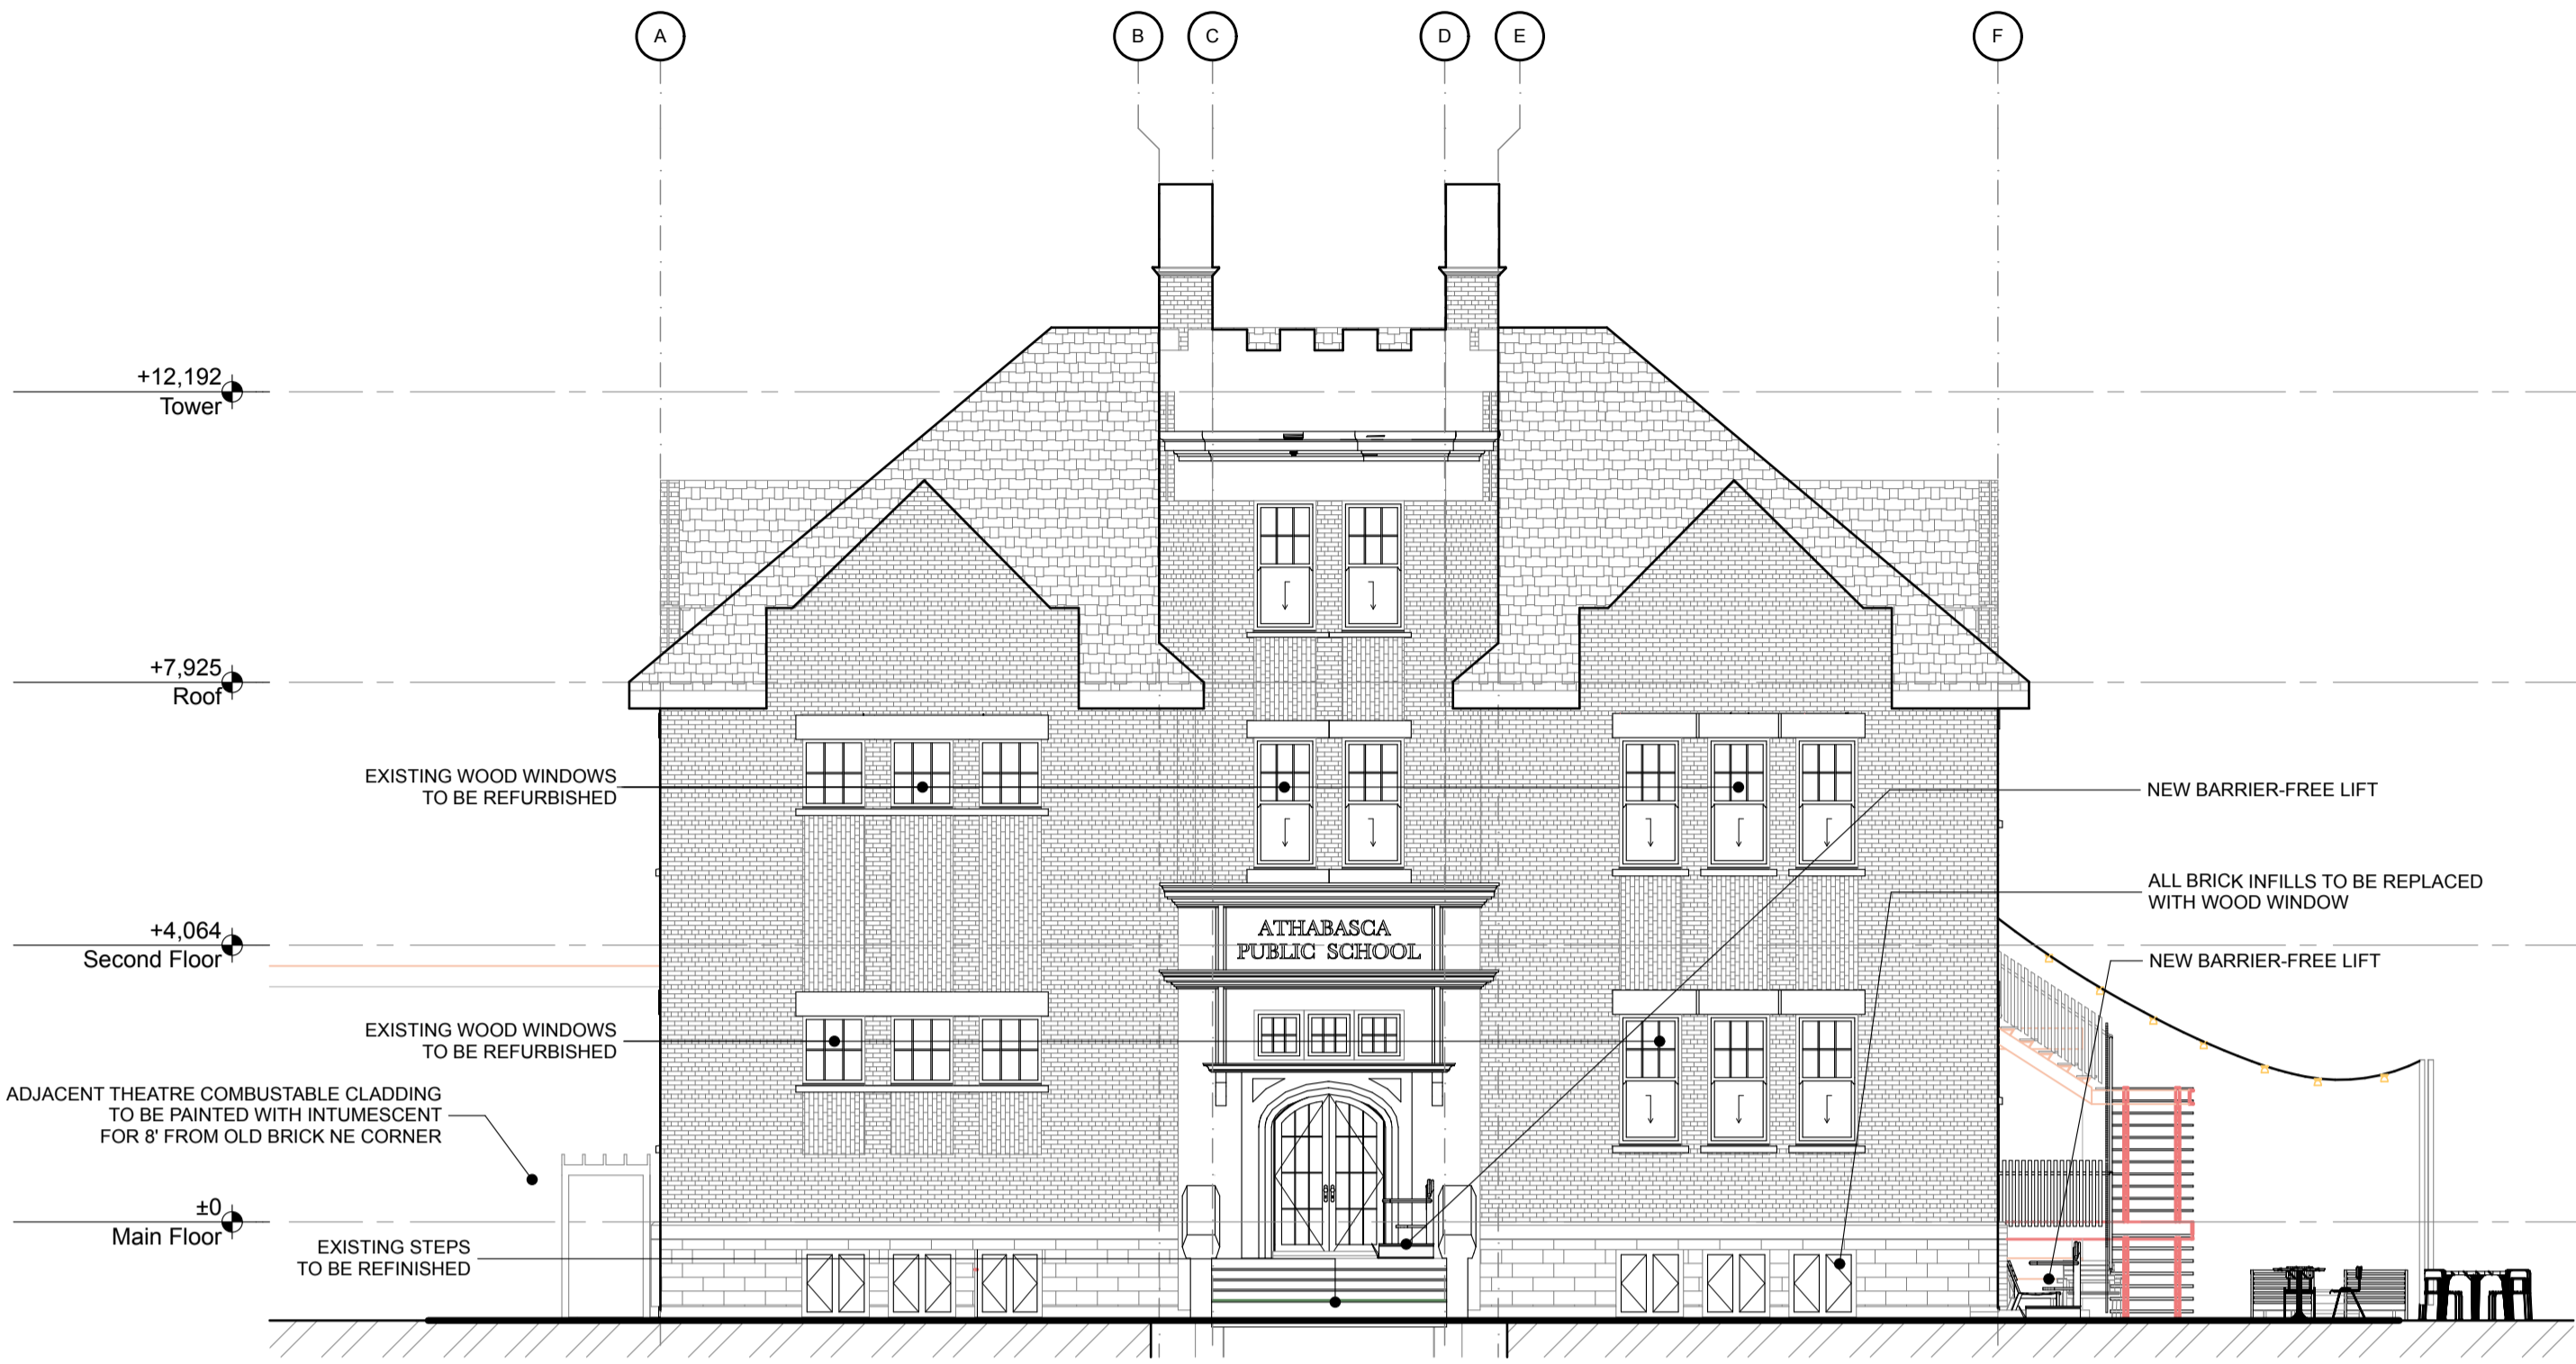 A
B
C
D
E
F
+12,192
Tower
+7,925
Roof
EXISTING WOOD WINDOWS
TO BE REFURBISHED
NEW BARRIER-FREE LIFT
ALL BRICK INFILLS TO BE REPLACED
WITH WOOD WINDOW
+4,064
Second Floor
ATHABASCA
PUBLIC SCHOOL
NEW BARRIER-FREE LIFT
EXISTING WOOD WINDOWS
TO BE REFURBISHED
ADJACENT THEATRE COMBUSTABLE CLADDING
TO BE PAINTED WITH INTUMESCENT
FOR 8' FROM OLD BRICK NE CORNER
±0
Main Floor
EXISTING STEPS
TO BE REFINISHED